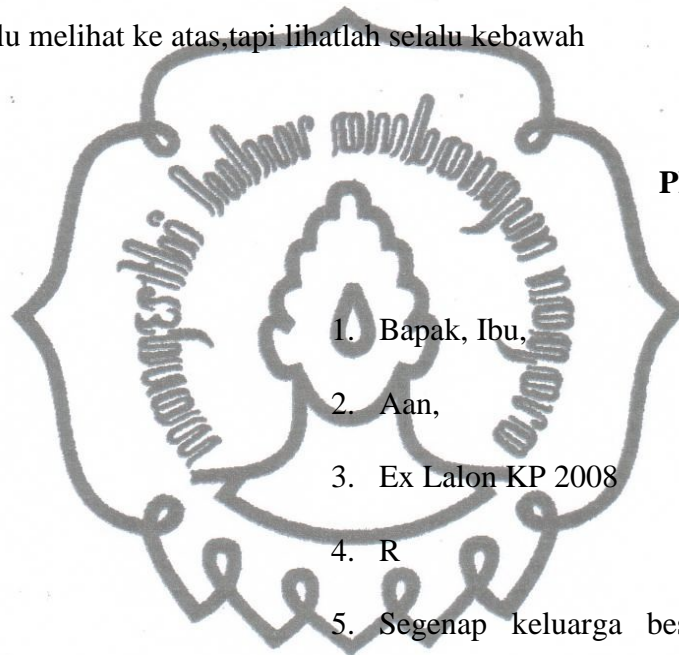 lu melihat ke atas,tapi lihatlah selalu kebawah
P
1. Bapak, Ibu,
2. Aan,
3. Ex Lalon KP 2008
4. R
5. Segenap keluarga bes